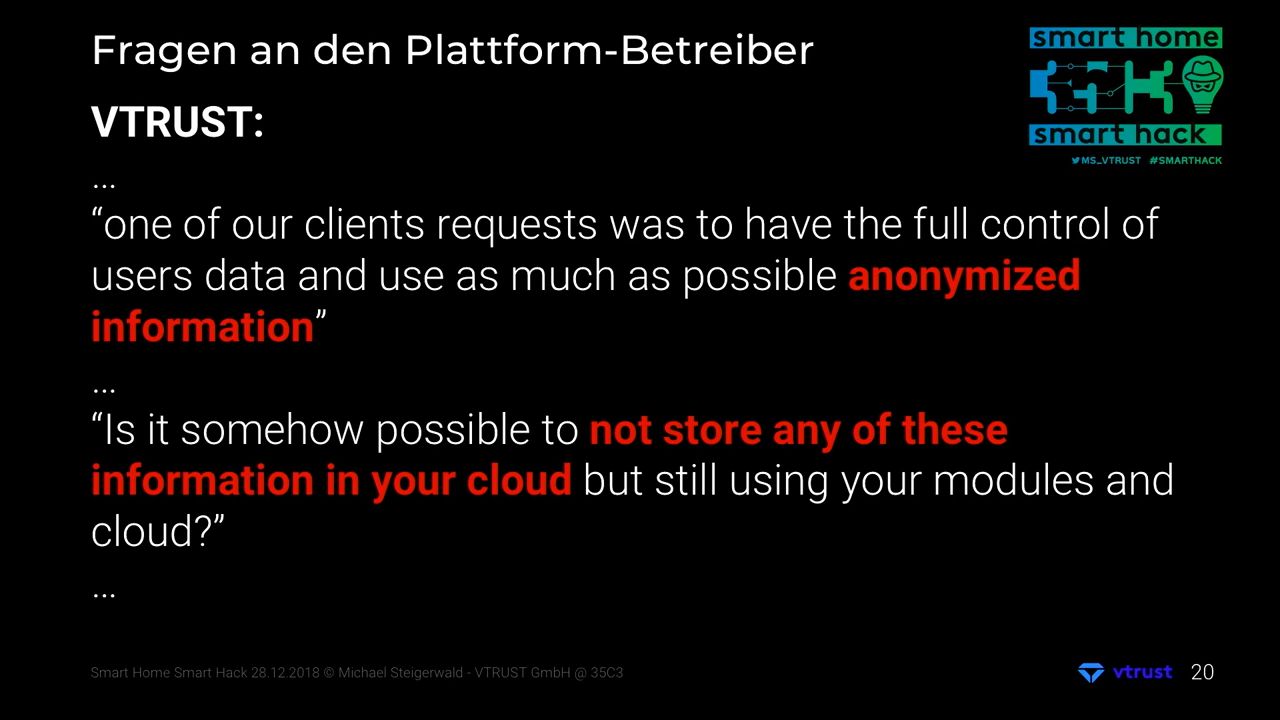 Fragen an den Plattform-Betreiber
smart home
35C3
smart hack
MS_VTRUST #SMARTHACK
VTRUST:
...
“one of our clients requests was to have the full control of
users data and use as much as possible anonymized
information”
...
“Is it somehow possible to not store any of these
information in your cloud but still using your modules and
cloud?”
...
Smart Home Smart Hack 28.12.2018 © Michael Steigerwald - VTRUST GmbH @ 35C3
vtrust 20